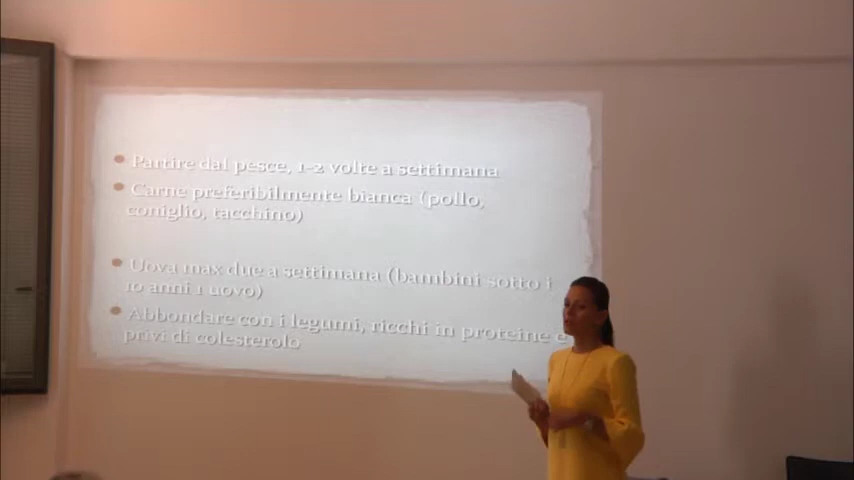 Partire dal pesce, 1-2 volte a settimana
Carne preferibilmente bianca (pollo,
coniglio, tacchino)
Uova max due a settimana (bambini sotto i
10 anni 1 uovo)
Abbondare con i legumi, ricchi in proteine e
privi di colesterolo